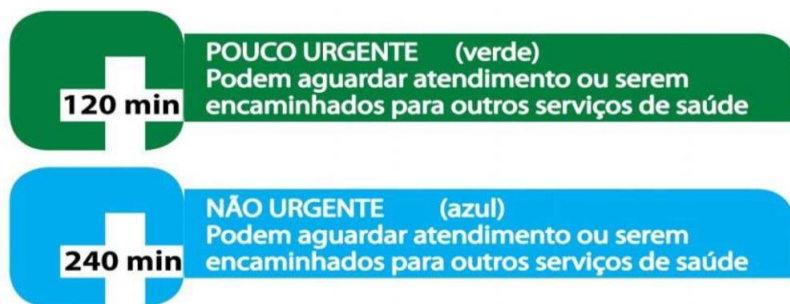 POUCO URGENTE (verde)
Podem aguardar atendimento ou serem
120 min encaminhados para outros serviços de saúde
NÃO URGENTE (azul)
Podem aguardar atendimento ou serem
240 min encaminhados para outros serviços de saúde